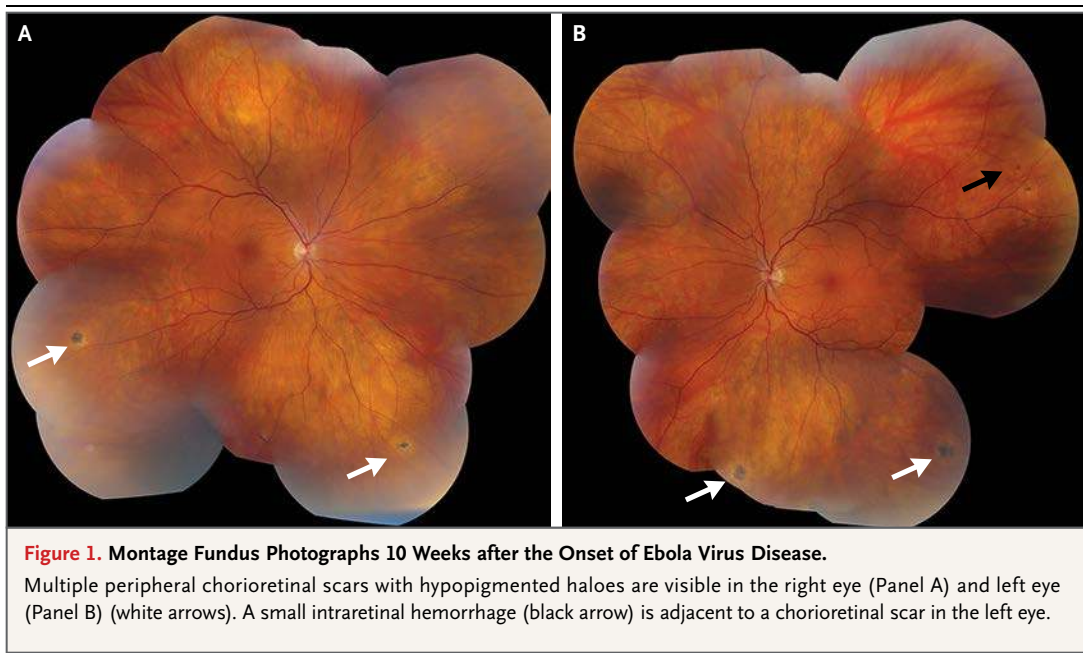 A
B
Figure 1. Montage Fundus Photographs 10 Weeks after the Onset of Ebola Virus Disease.
Multiple peripheral chorioretinal scars with hypopigmented haloes are visible in the right eye (Panel A) and left eye
(Panel B) (white arrows). A small intraretinal hemorrhage (black arrow) is adjacent to a chorioretinal scar in the left eye.